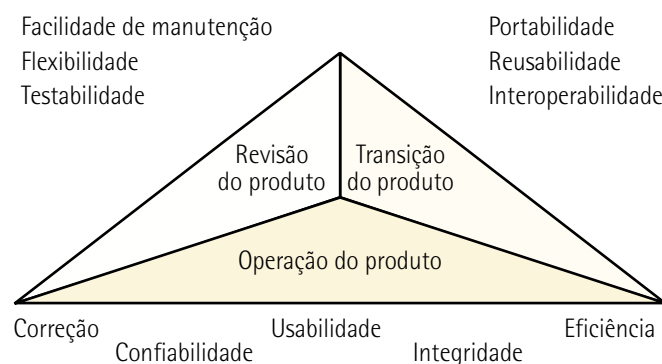 Facilidade de manutenção
Flexibilidade
Testabilidade
Portabilidade
Reusabilidade
Interoperabilidade
Revisão
do produto
Transição
do produto
Operação do produto
Correção
Confiabilidade
Usabilidade
Integridade
Eficiência